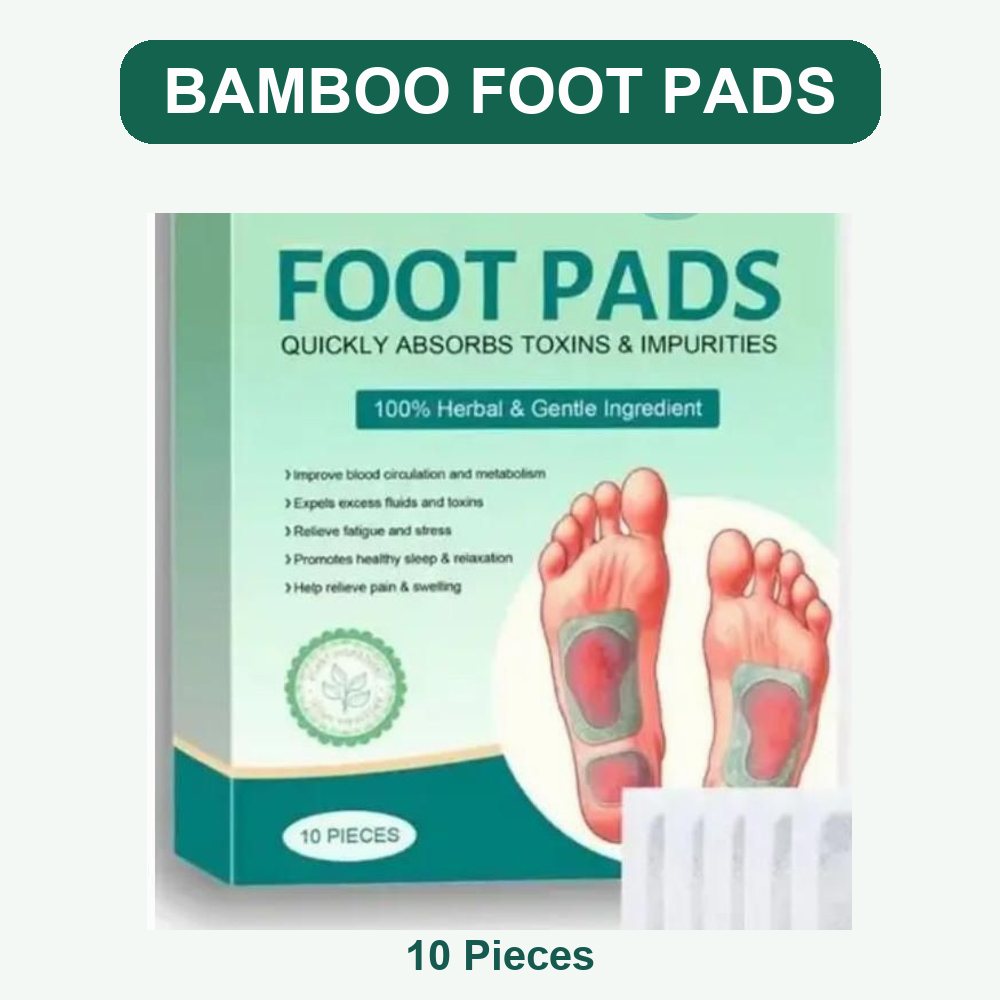 BAMBOO FOOT PADS
FOOT PADS
QUICKLY ABSORBS TOXINS & IMPURITIES
100% Herbal & Gentle Ingredient
Improve blood circulation and metabolism
Expels excess fluids and toxins
Relieve fatigue and stress
Promotes healthy sleep & relaxation
Help relieve pain & swelling
10 PIECES
10 Pieces